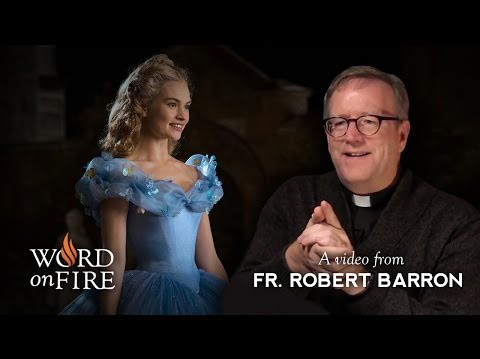 WORD
on FIRE
A video from
FR. ROBERT BARRON